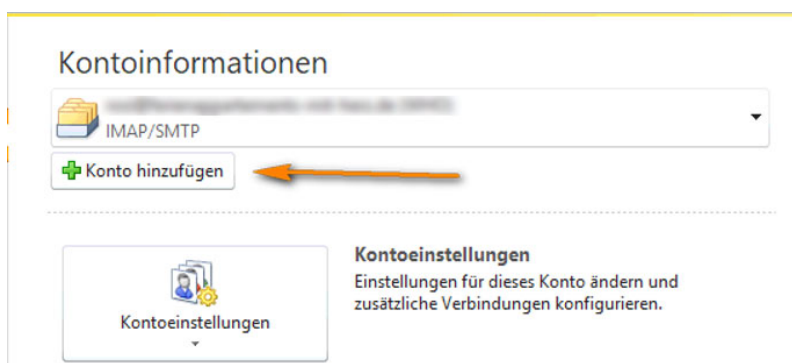 Kontoinformationen
IMAP/SMTP
Konto hinzufügen
Kontoeinstellungen
Einstellungen für dieses Konto ändern und
zusätzliche Verbindungen konfigurieren.
Kontoeinstellungen